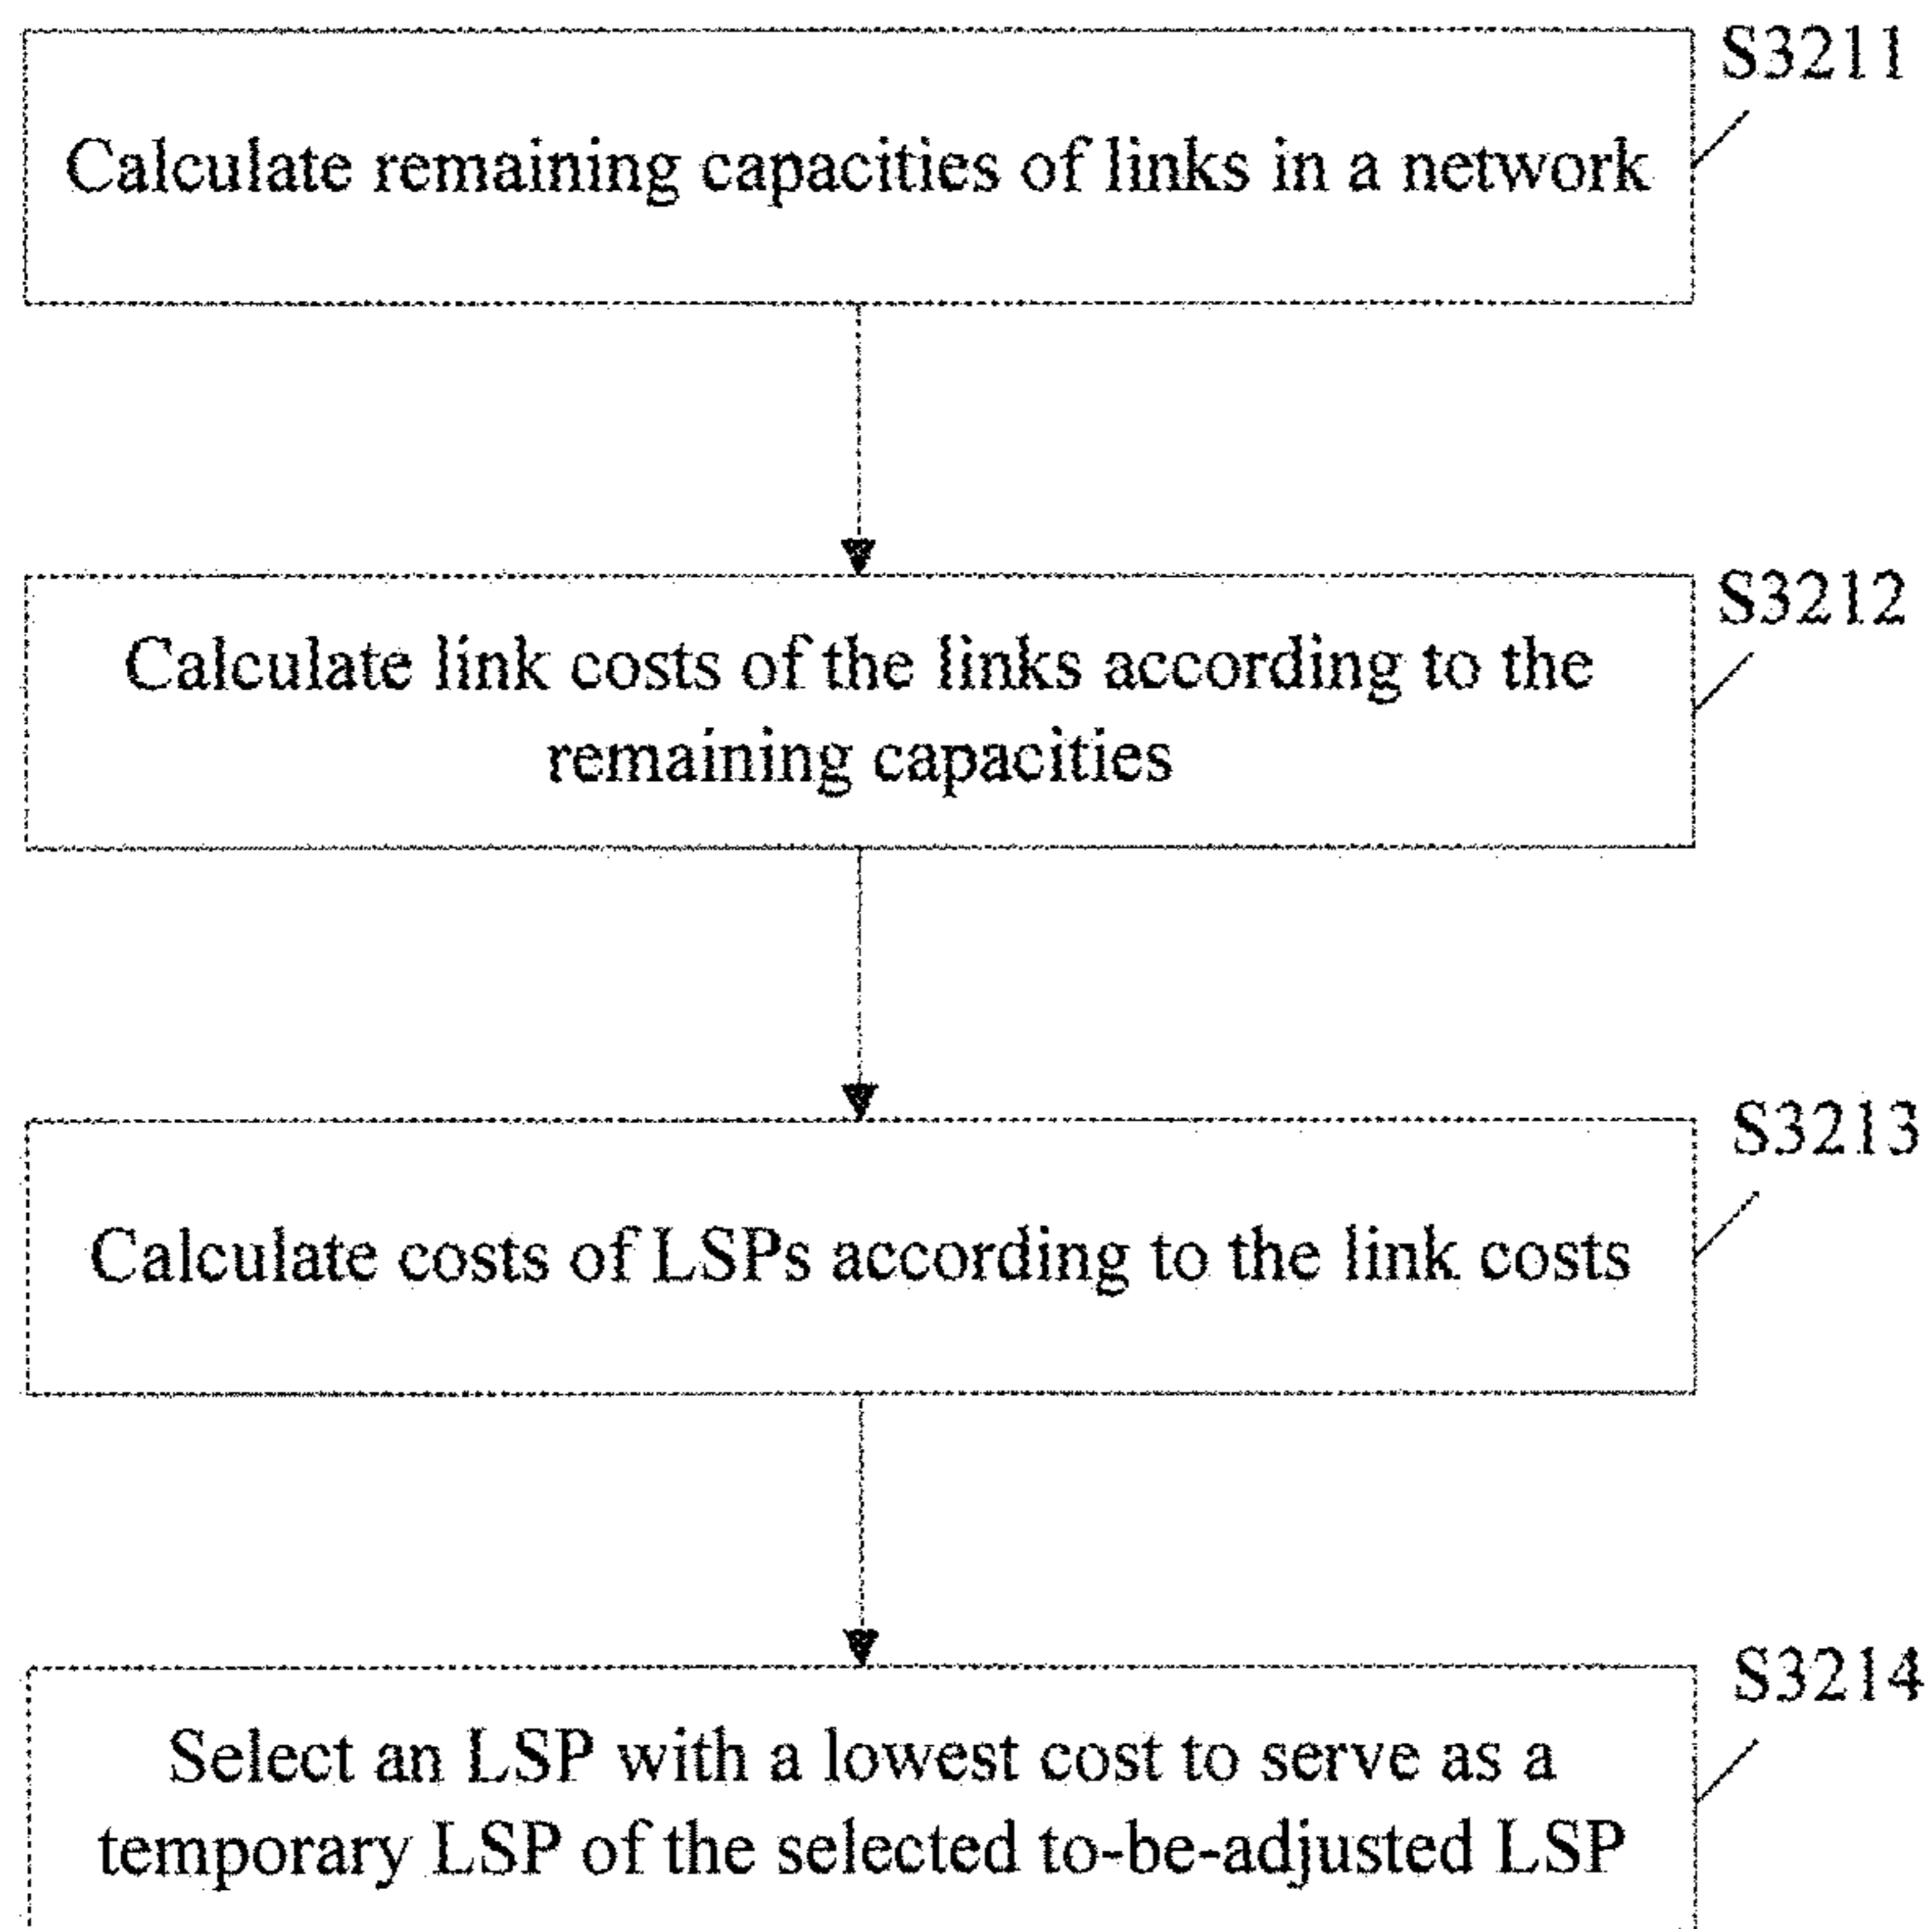 S3211
Calculate remaining capacities of links in a network
S3212
Calculate link costs of the links according to the
remaining capacities
S3213
Calculate costs of LSPs according to the link costs
S3214
Select an LSP with a lowest cost to serve as a
temporary LSP of the selected to-be-adjusted LSP